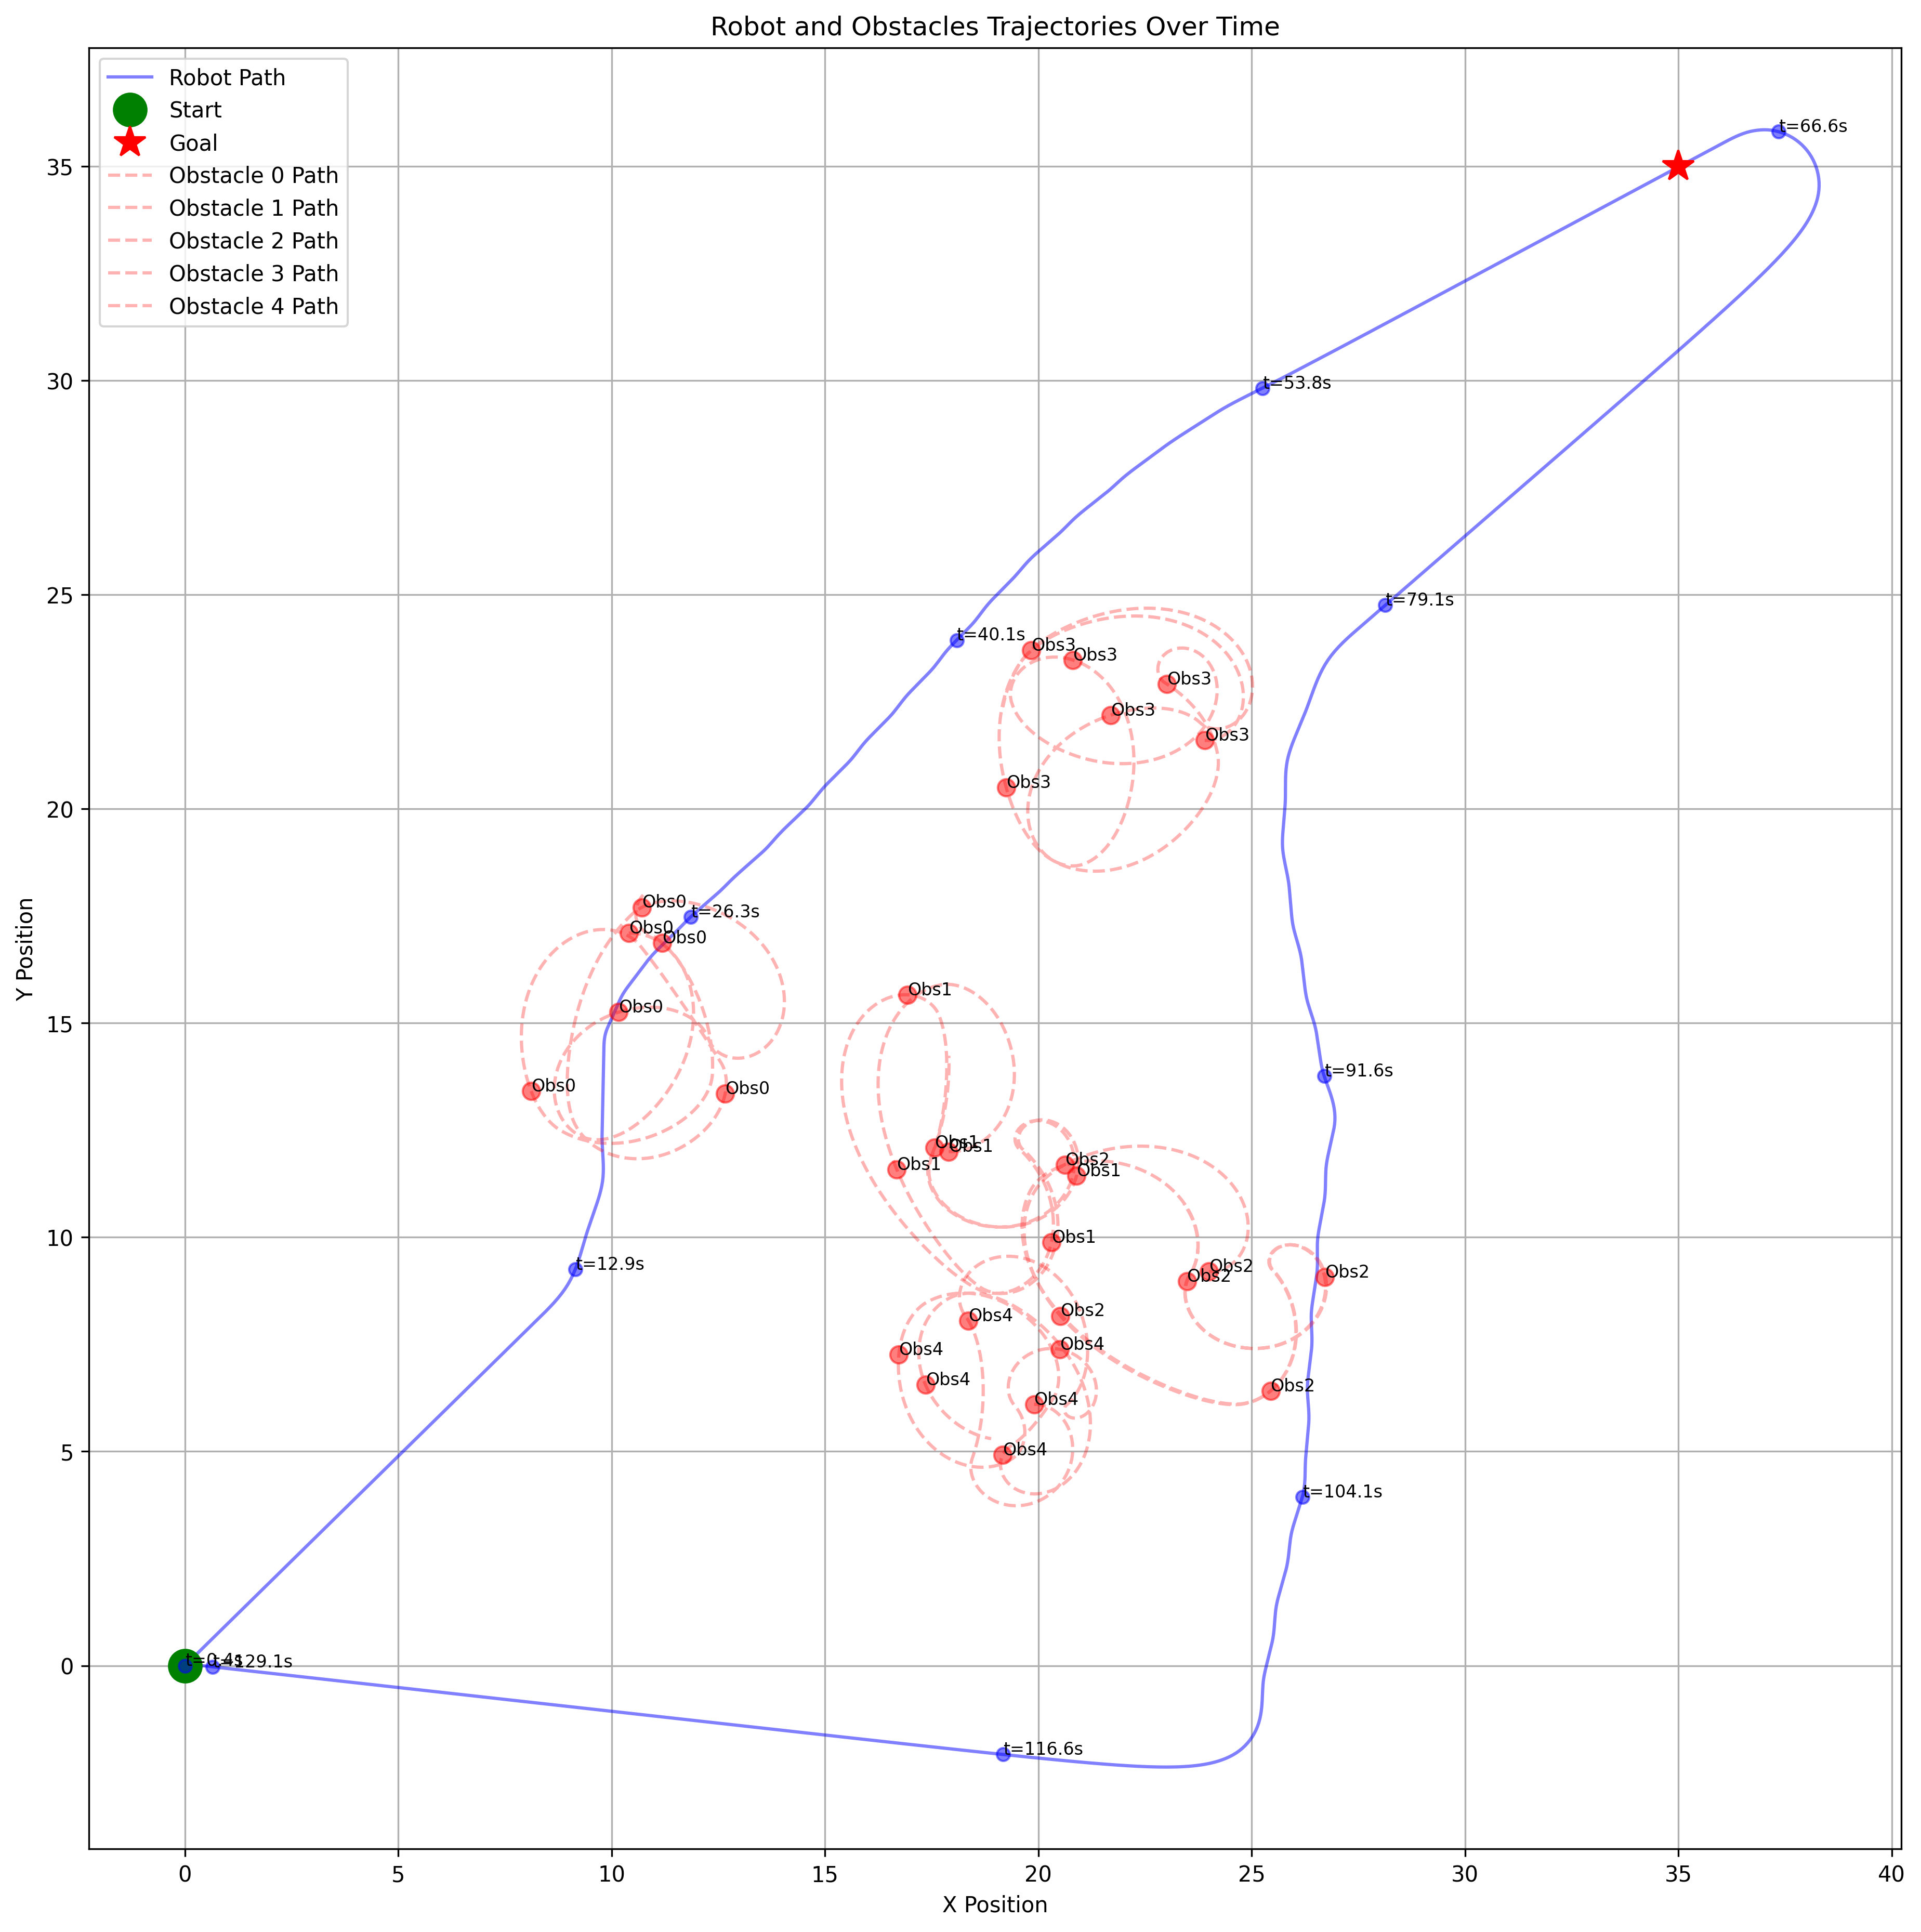 Robot and Obstacles Trajectories Over Time
Robot Path
Start
Goal
Obstacle 0 Path
Obstacle 1 Path
Obstacle 2 Path
Obstacle 3 Path
Obstacle 4 Path
t=66.6s
35
t=53.8s
30
25
t=79.1s
t=40.1s
Obs3
Obs3
Obs3
Obs3
Obs3
Obs3
20
Obs0
t=26.3s
Obs0
Obs0
Obs1
Obs0
15
t=91.6s
Obs0
Obs0
Obs1
Obs1
Obs2
Obs1
Obs1
Obs1
10
t=12.9s
Obs2
Obs2
Obs2
Obs2
Obs4
Obs4
Obs4
Obs4
Obs2
Obs4
Obs4
5
t=104.1s
0
t=0.4s
t=129.1s
t=116.6s
0 5 10 15 20 25 30 35 40
X Position
Y Position